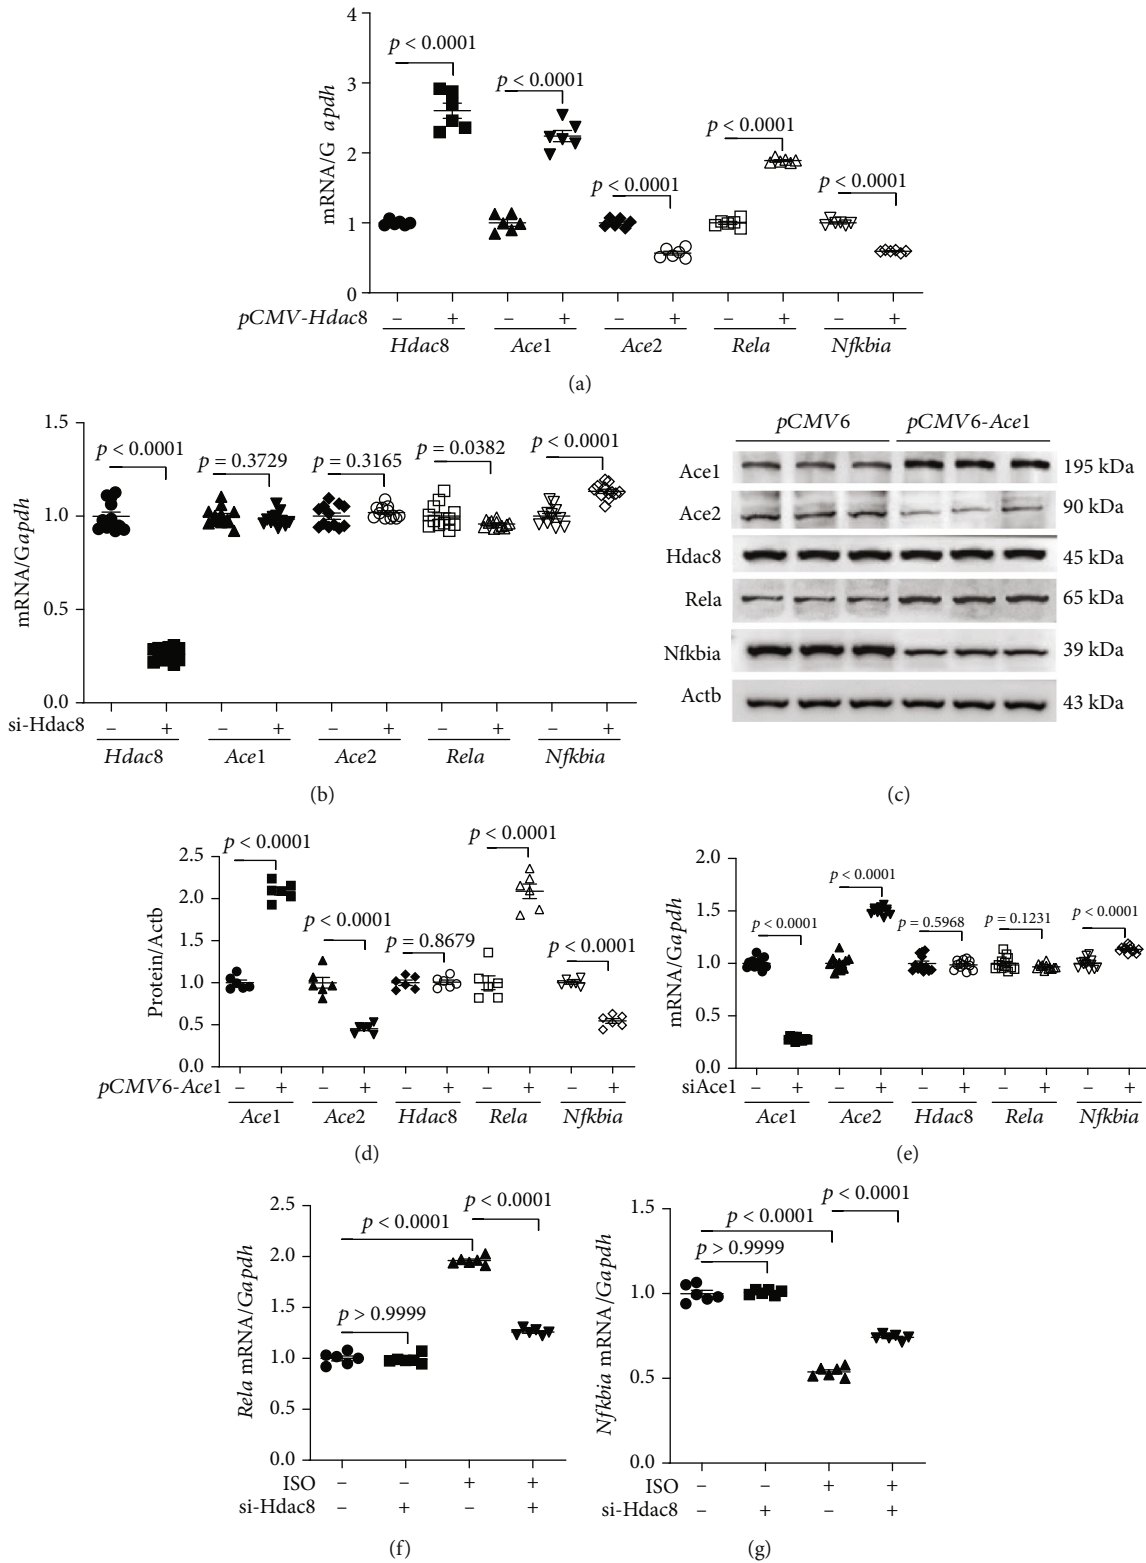 4
p < 0.0001
p < 0.0001
3
mRNA/G apdh
p < 0.0001
2
p < 0.0001
p < 0.0001
1
0
pCMV-Hdac8 – + – + – + – + – +
Hdac8 Ace1 Ace2 Rela Nfkbia
(a)
1.5
p < 0.0001 p = 0.3729 p = 0.3165 p = 0.0382 p < 0.0001
1.0
mRNA/Gapdh
0.5
0.0
si-Hdac8 – + – + – + – + – +
Hdac8 Ace1 Ace2 Rela Nfkbia
(b)
pCMV6 pCMV6-Ace1
Ace1 195 kDa
Ace2 90 kDa
Hdac8 45 kDa
Rela 65 kDa
Nfkbia 39 kDa
Actb 43 kDa
(c)
p < 0.0001 p < 0.0001
2.5
2.0
p < 0.0001
1.5
p = 0.8679 p < 0.0001
Protein/Actb
1.0
0.5
0.0
pCMV6-Ace1 – + – + – + – + – +
Ace1 Ace2 Hdac8 Rela Nfkbia
(d)
2.0
p < 0.0001
1.5
p < 0.0001 p = 0.5968 p = 0.1231 p < 0.0001
mRNA/Gapdh
1.0
0.5
0.0
siAce1 – + – + – + – + – +
Ace1 Ace2 Hdac8 Rela Nfkbia
(e)
2.5
p < 0.0001
p < 0.0001
2.0
Rela mRNA/Gapdh
1.5
p > 0.9999
1.0
0.5
0.0
ISO – – + +
si-Hdac8 – + – +
(f)
1.5
p < 0.0001
p < 0.0001
p > 0.9999
Nfkbia mRNA/Gapdh
1.0
0.5
0.0
ISO – – + +
si-Hdac8 – + – +
(g)